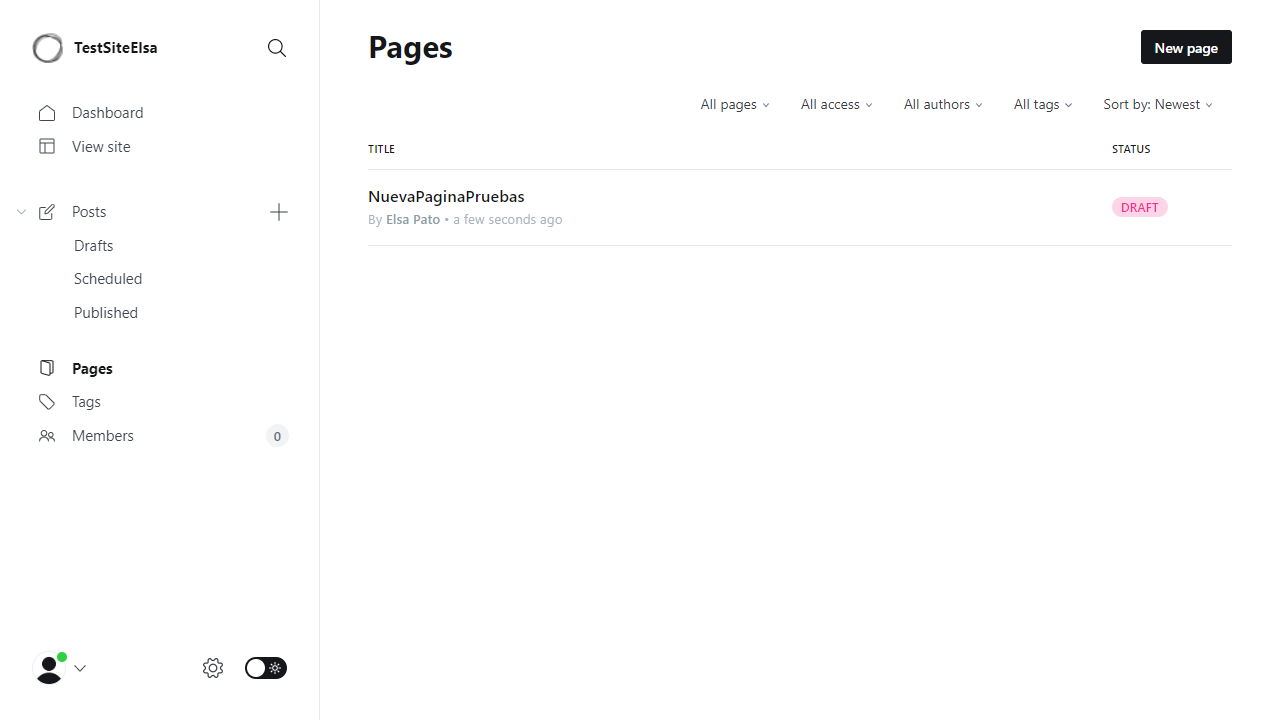 TestSiteElsa
Dashboard
View site
Posts
Drafts
Scheduled
Published
Pages
Tags
Members 0
Pages
New page
All pages All access All authors All tags Sort by: Newest
TITLE STATUS
NuevaPaginaPruebas
By Elsa Pato • a few seconds ago
DRAFT